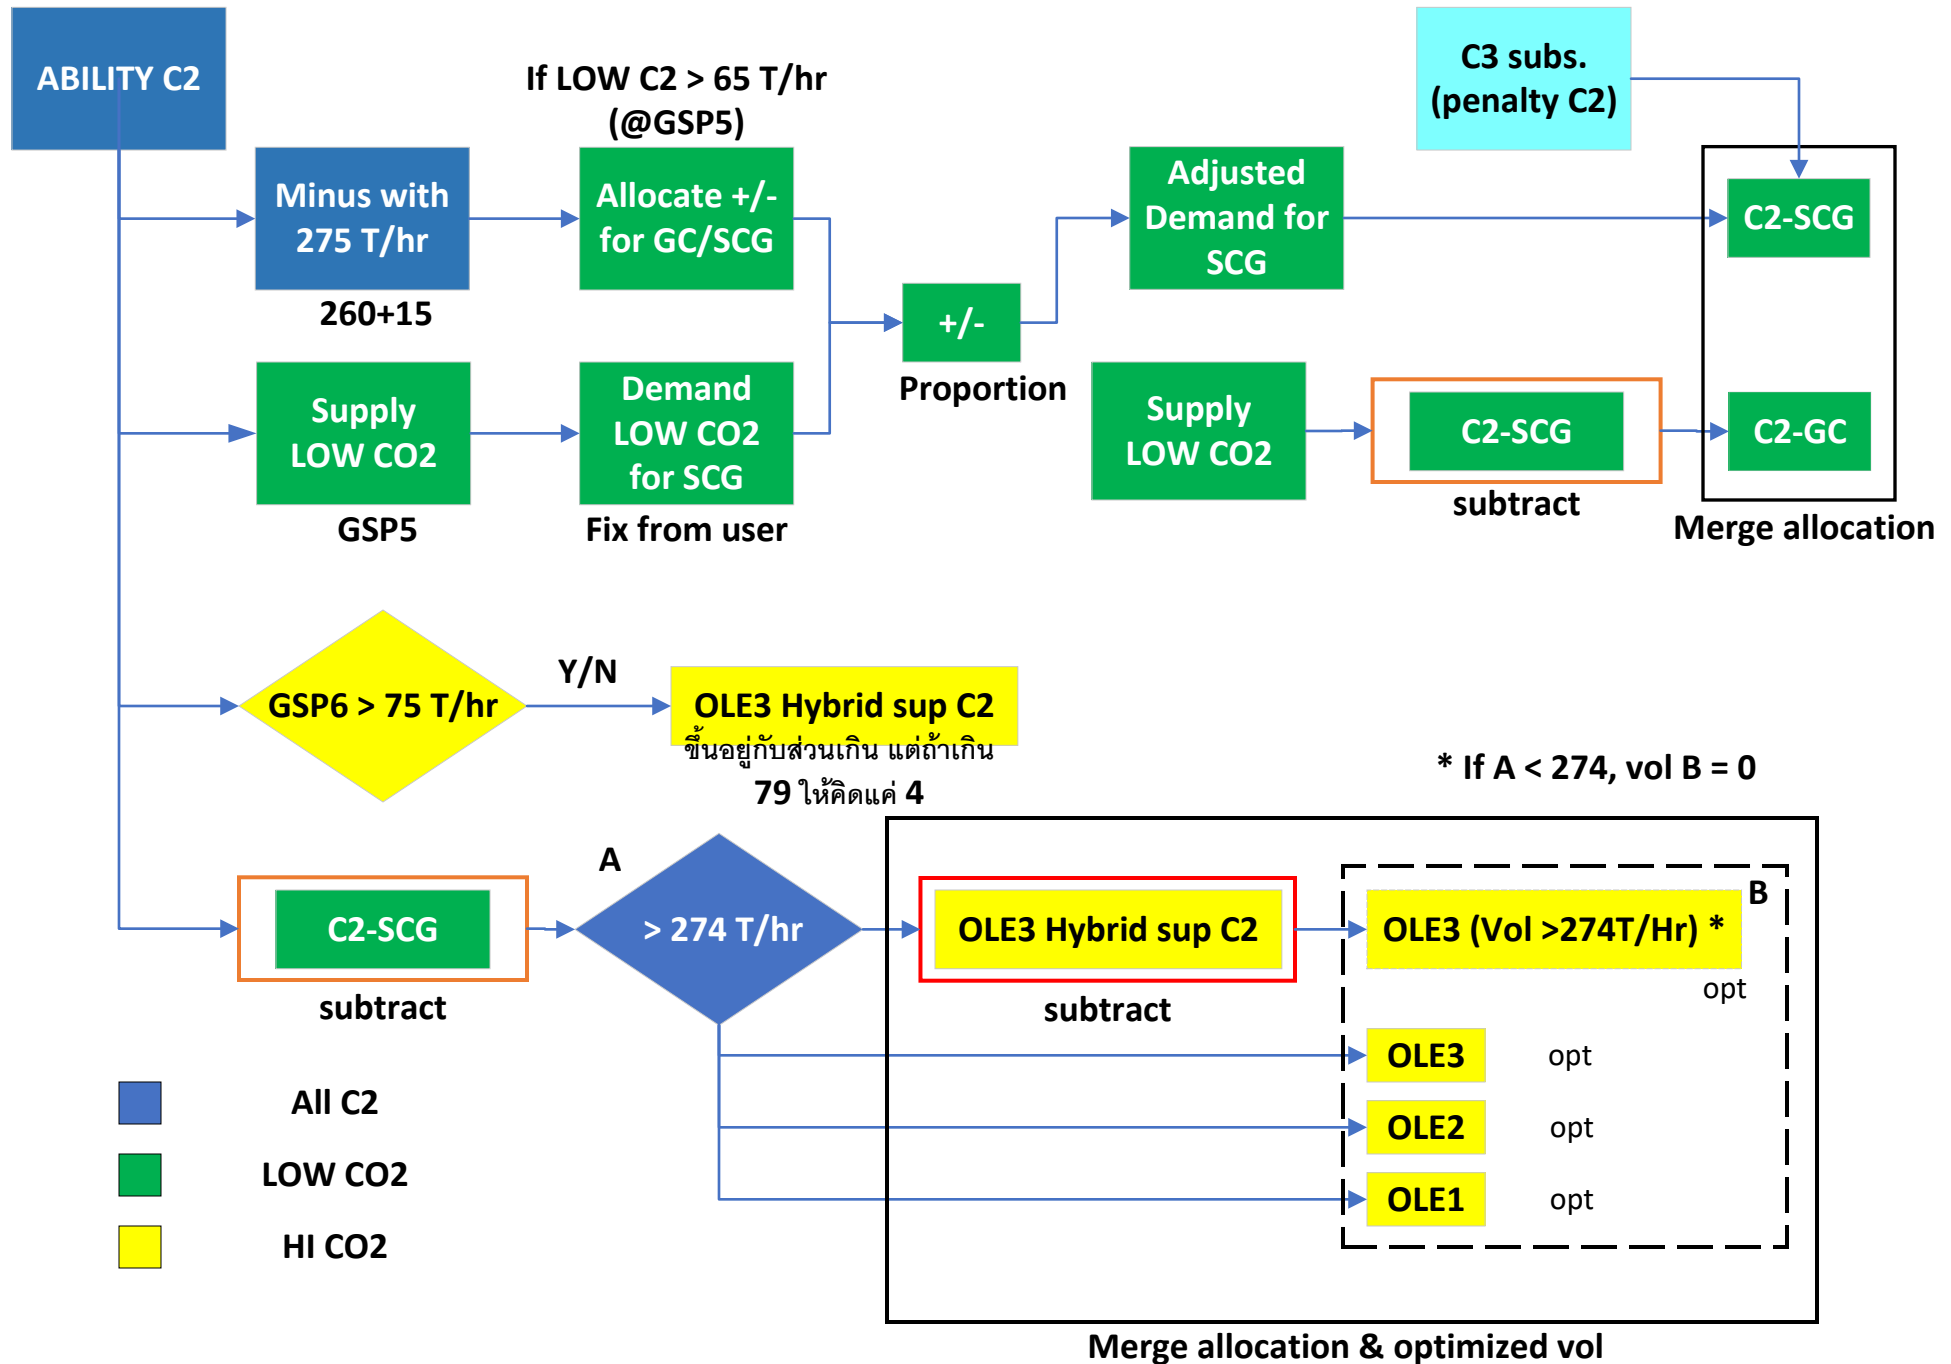 ABILITY C2
If LOW C2 > 65 T/hr
(@GSP5)
C3 subs.
(penalty C2)
Minus with
275 T/hr
260+15
Allocate +/-
for GC/SCG
Adjusted
Demand for
SCG
C2-SCG
+/-
Proportion
Supply
LOW CO2
GSP5
Demand
LOW CO2
for SCG
Fix from user
Supply
LOW CO2
C2-SCG
subtract
C2-GC
Merge allocation
GSP6 > 75 T/hr
Y/N
OLE3 Hybrid sup C2
ขึ้นอยู่กับส่วนเกิน แต่ถ้าเกิน
79 ให้คิดแค่ 4
* If A < 274, vol B = 0
C2-SCG
subtract
A
> 274 T/hr
OLE3 Hybrid sup C2
subtract
B
OLE3 (Vol >274T/Hr) *
opt
OLE3 opt
OLE2 opt
OLE1 opt
All C2
LOW CO2
HI CO2
Merge allocation & optimized vol